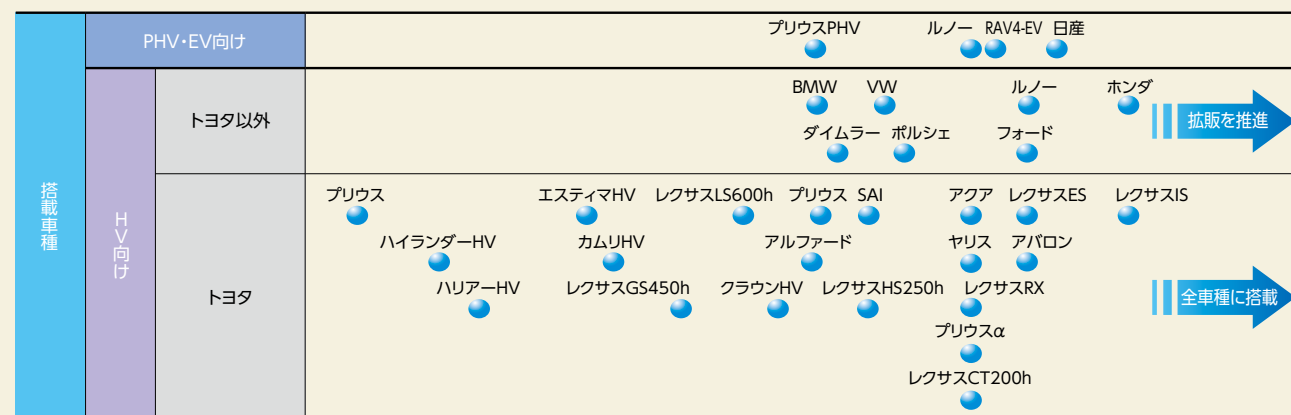 搭載車種
PHV・EV向け
プリウスPHV
ルノー
RAV4-EV
日産
HV向け
トヨタ以外
BMW
VW
ルノー
ホンダ
ダイムラー
ポルシェ
フォード
拡販を推進
トヨタ
プリウス
エスティマHV
レクサスLS600h
プリウス
SAI
アクア
レクサスES
レクサスIS
ハイランダーHV
カムリHV
アルファード
ヤリス
アバロン
ハリアーHV
レクサスGS450h
クラウンHV
レクサスHS250h
レクサスRX
プリウスα
レクサスCT200h
全車種に搭載